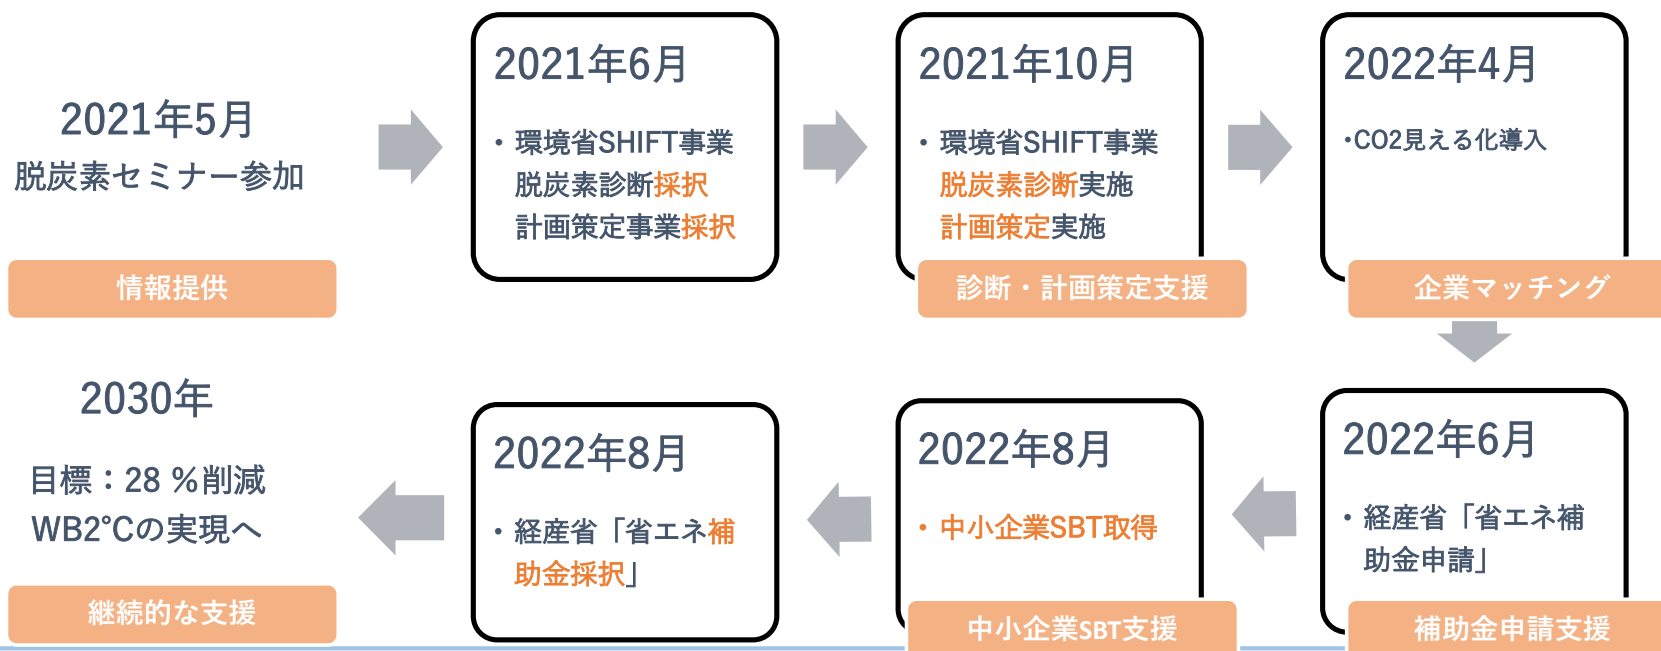 2021年5月
脱炭素セミナー参加
情報提供
2021年6月
・環境省SHIFT事業
脱炭素診断採択
計画策定事業採択
2021年10月
・環境省SHIFT事業
脱炭素診断実施
計画策定実施
診断・計画策定支援
2022年4月
・CO2見える化導入
企業マッチング
2022年6月
・経産省「省エネ補
助金申請」
補助金申請支援
2022年8月
・中小企業SBT取得
中小企業SBT支援
2022年8月
・経産省「省エネ補
助金採択」
2030年
目標：28 %削減
WB2℃の実現へ
継続的な支援